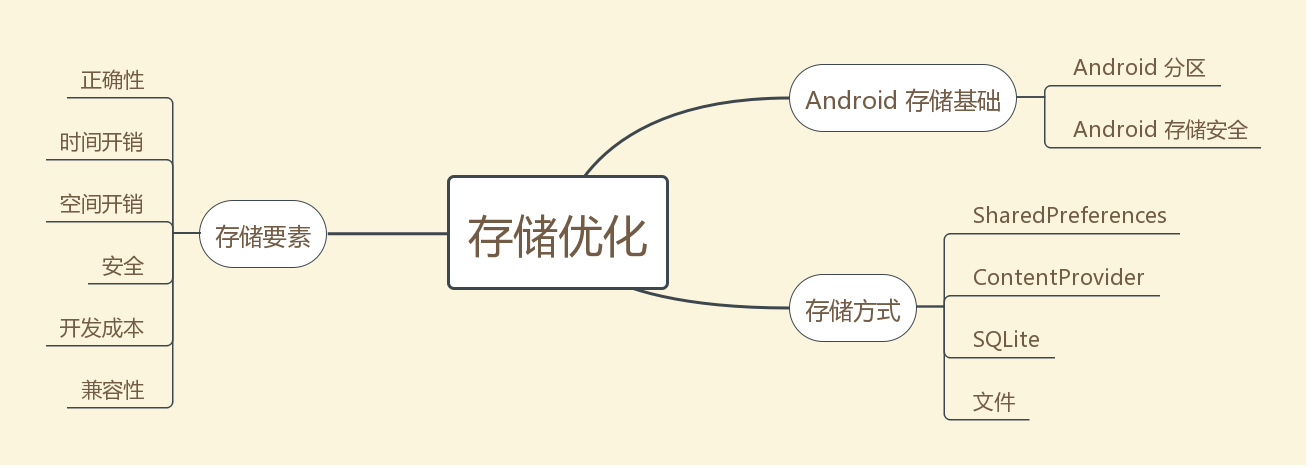 存储优化
Android 存储基础
Android 分区
Android 存储安全
存储方式
SharedPreferences
ContentProvider
SQLite
文件
存储要素
正确性
时间开销
空间开销
安全
开发成本
兼容性